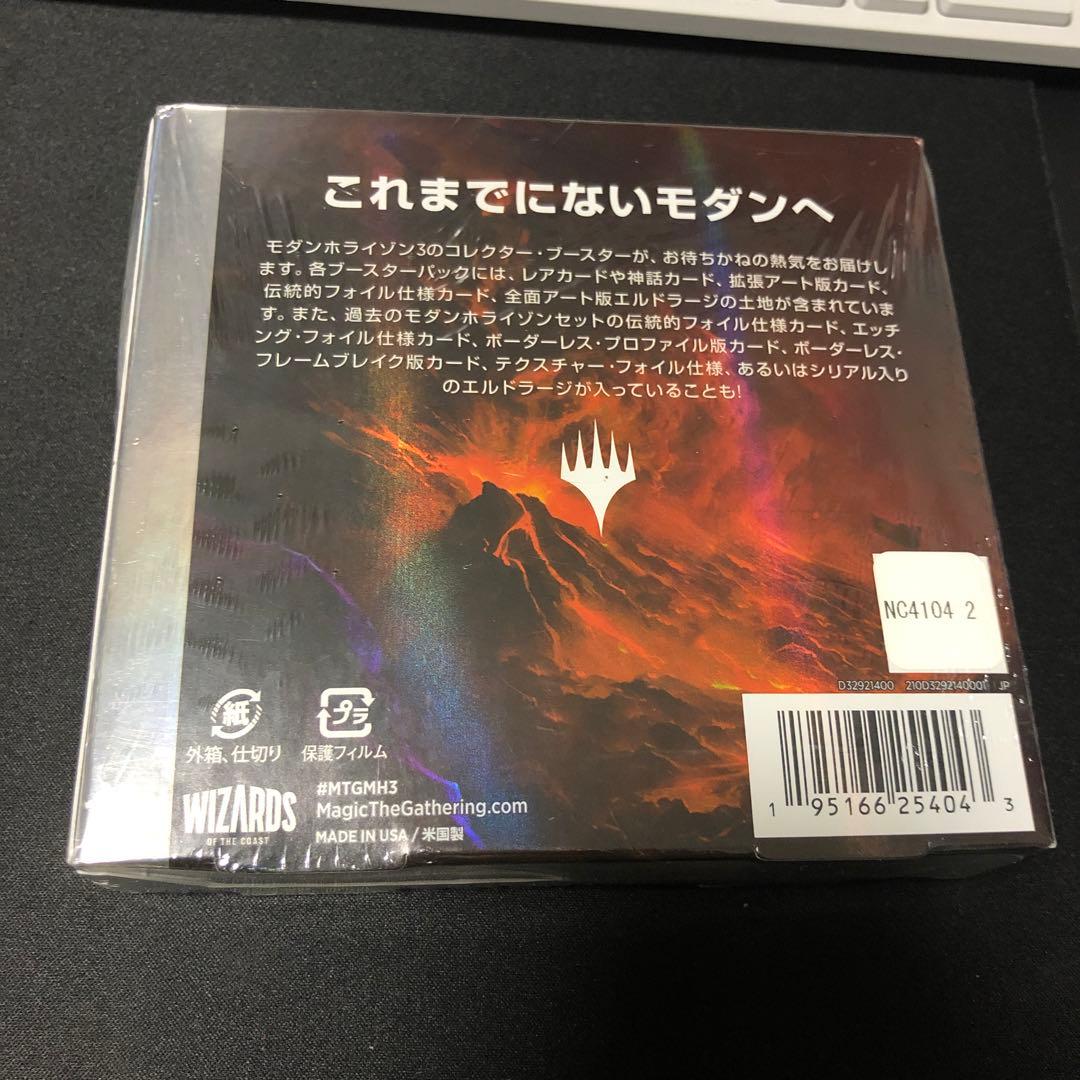 これまでにないモダンへ
モダンホライゾン3のコレクター・ブースターが、お待ちかねの熱気をお届けし
ます。各ブースターパックには、レアカードや神話カード、拡張アート版カード、
伝統的フォイル仕様カード、全面アート版エルドラージの土地が含まれていま
す。また、過去のモダンホライゾンセットの伝統的フォイル仕様カード、エッチ
ング・フォイル仕様カード、ボーダーレス・プロファイル版カード、ボーダーレス・
フレームブレイク版カード、テクスチャー・フォイル仕様、あるいはシリアル入り
のエルドラージが入っていることも!
NC4104 2
D32921400 210D3292140001 JP
紙
プラ
外箱、仕切り
保護フィルム
#MTGMH3
WIZARDS
OF THE COAST
MagicTheGathering.com
MADE IN USA / 米国製
1 95166 25404 3